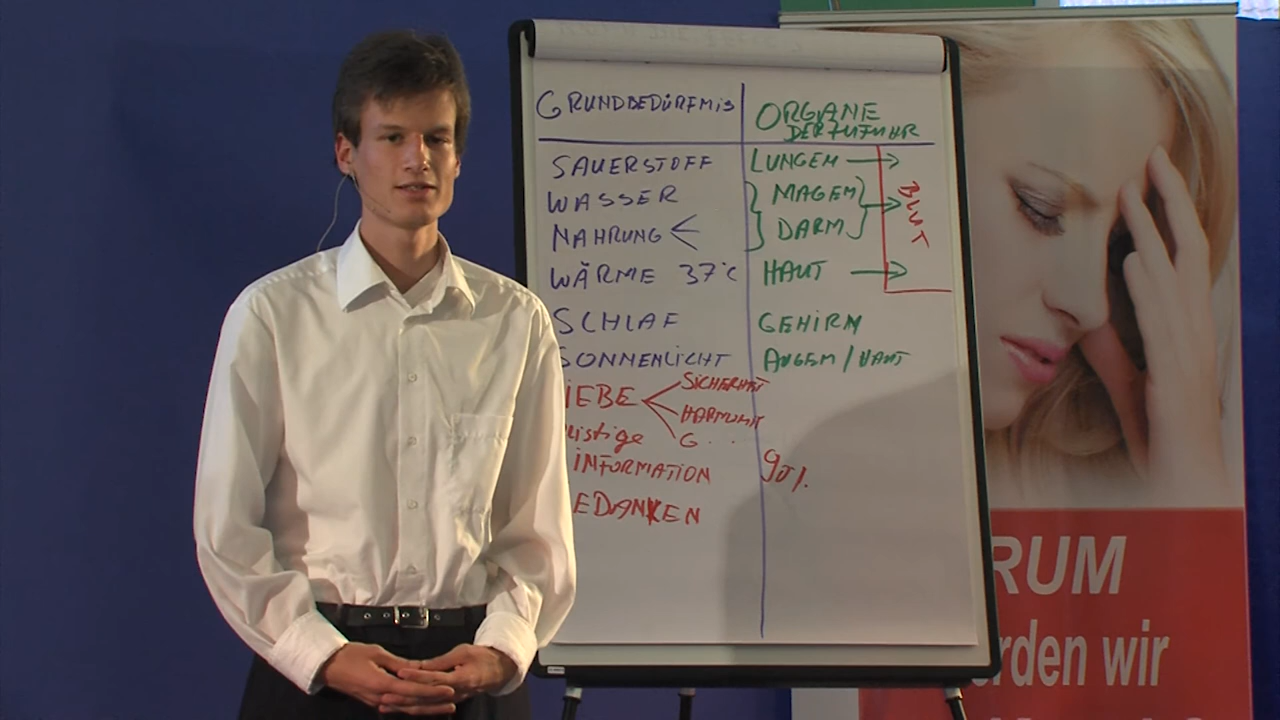 GRUNDBEDÜRFNIS
ORGANE
DER ZUFUHR
SAUERSTOFF
LUNGEN
WASSER
MAGEN
NAHRUNG
DARM
BLUT
WÄRME 37°C
HAUT
SCHLAF
GEHIRN
SONNENLICHT
AUGEN / HAUT
IEBE
SICHERHEIT
G..
istige
INFORMATION
90%
EDANKEN
RUM
rden wir